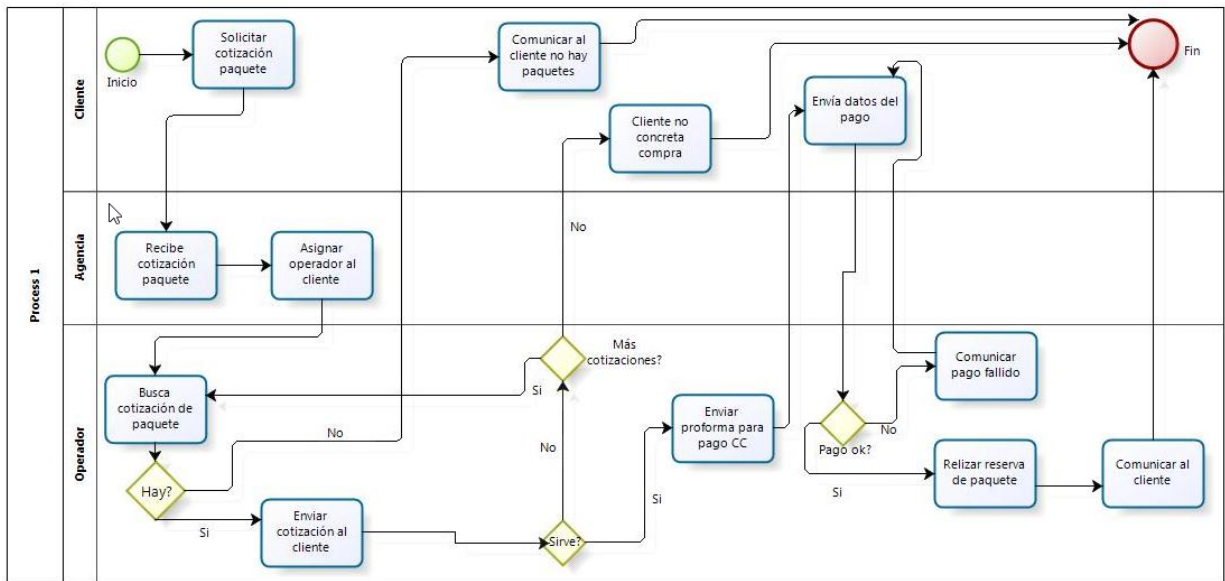 Process 1
Cliente
Inicio
Solicitar
cotización
paquete
Comunicar al
cliente no hay
paquetes
Cliente no
concreta
compra
Envía datos del
pago
Fin
Agencia
Recibe
cotización
paquete
Asignar
operador al
cliente
No
Operador
Busca
cotización de
paquete
Hay?
No
Si
Enviar
cotización al
cliente
Más
cotizaciones?
Si
No
Sirve?
Si
Enviar
proforma para
pago CC
Pago ok?
No
Si
Comunicar
pago fallido
Relizar reserva
de paquete
Comunicar al
cliente